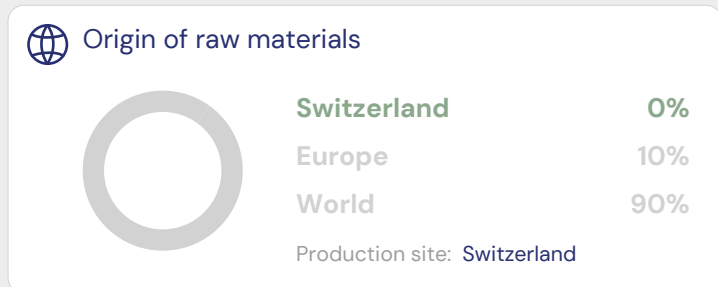 Origin of raw materials
Switzerland 0%
Europe 10%
World 90%
Production site: Switzerland